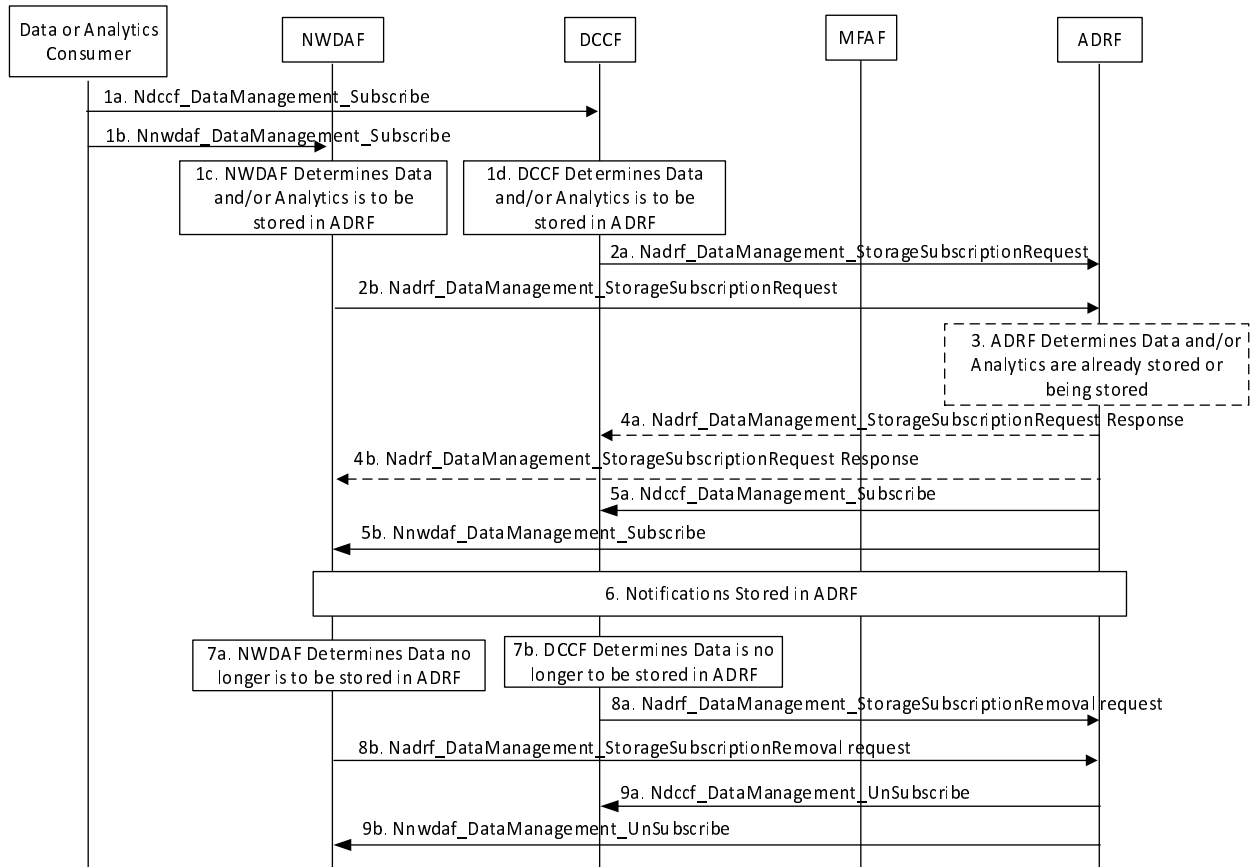 Data or Analytics
Consumer
NWDAF
DCCF
MFAF
ADRF
1a. Ndccf_DataManagement_Subscribe
1b. Nnwdaf_DataManagement_Subscribe
1c. NWDAF Determines Data
and/or Analytics is to be
stored in ADRF
1d. DCCF Determines Data
and/or Analytics is to be
stored in ADRF
2a. Nadrf_DataManagement_StorageSubscriptionRequest
2b. Nadrf_DataManagement_StorageSubscriptionRequest
3. ADRF Determines Data and/or
Analytics are already stored or
being stored
4a. Nadrf_DataManagement_StorageSubscriptionRequest Response
4b. Nadrf_DataManagement_StorageSubscriptionRequest Response
5a. Ndccf_DataManagement_Subscribe
5b. Nnwdaf_DataManagement_Subscribe
6. Notifications Stored in ADRF
7a. NWDAF Determines Data no
longer is to be stored in ADRF
7b. DCCF Determines Data is no
longer to be stored in ADRF
8a. Nadrf_DataManagement_StorageSubscriptionRemoval request
8b. Nadrf_DataManagement_StorageSubscriptionRemoval request
9a. Ndccf_DataManagement_UnSubscribe
9b. Nnwdaf_DataManagement_UnSubscribe